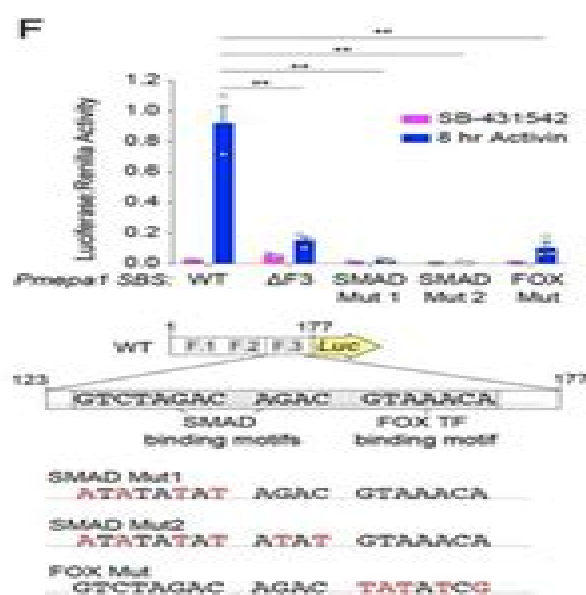 F
**
**
**
**
Luciferase Renilla Activity
1.2
1.0
0.8
0.6
0.4
0.2
0.0
SB-431542
8 hr Activin
Pmepa1 SBS: WT ΔF3 SMAD Mut 1 SMAD Mut 2 FOX Mut
1 177
WT F.1 F.2 F.3 Luc
123 177
GTCTAGAC AGAC GTAAACA
SMAD binding motifs FOX TF binding motif
SMAD Mut1
ATATATAT AGAC GTAAACA
SMAD Mut2
ATATATAT ATAT GTAAACA
FOX Mut
GTCTAGAC AGAC TATATCG